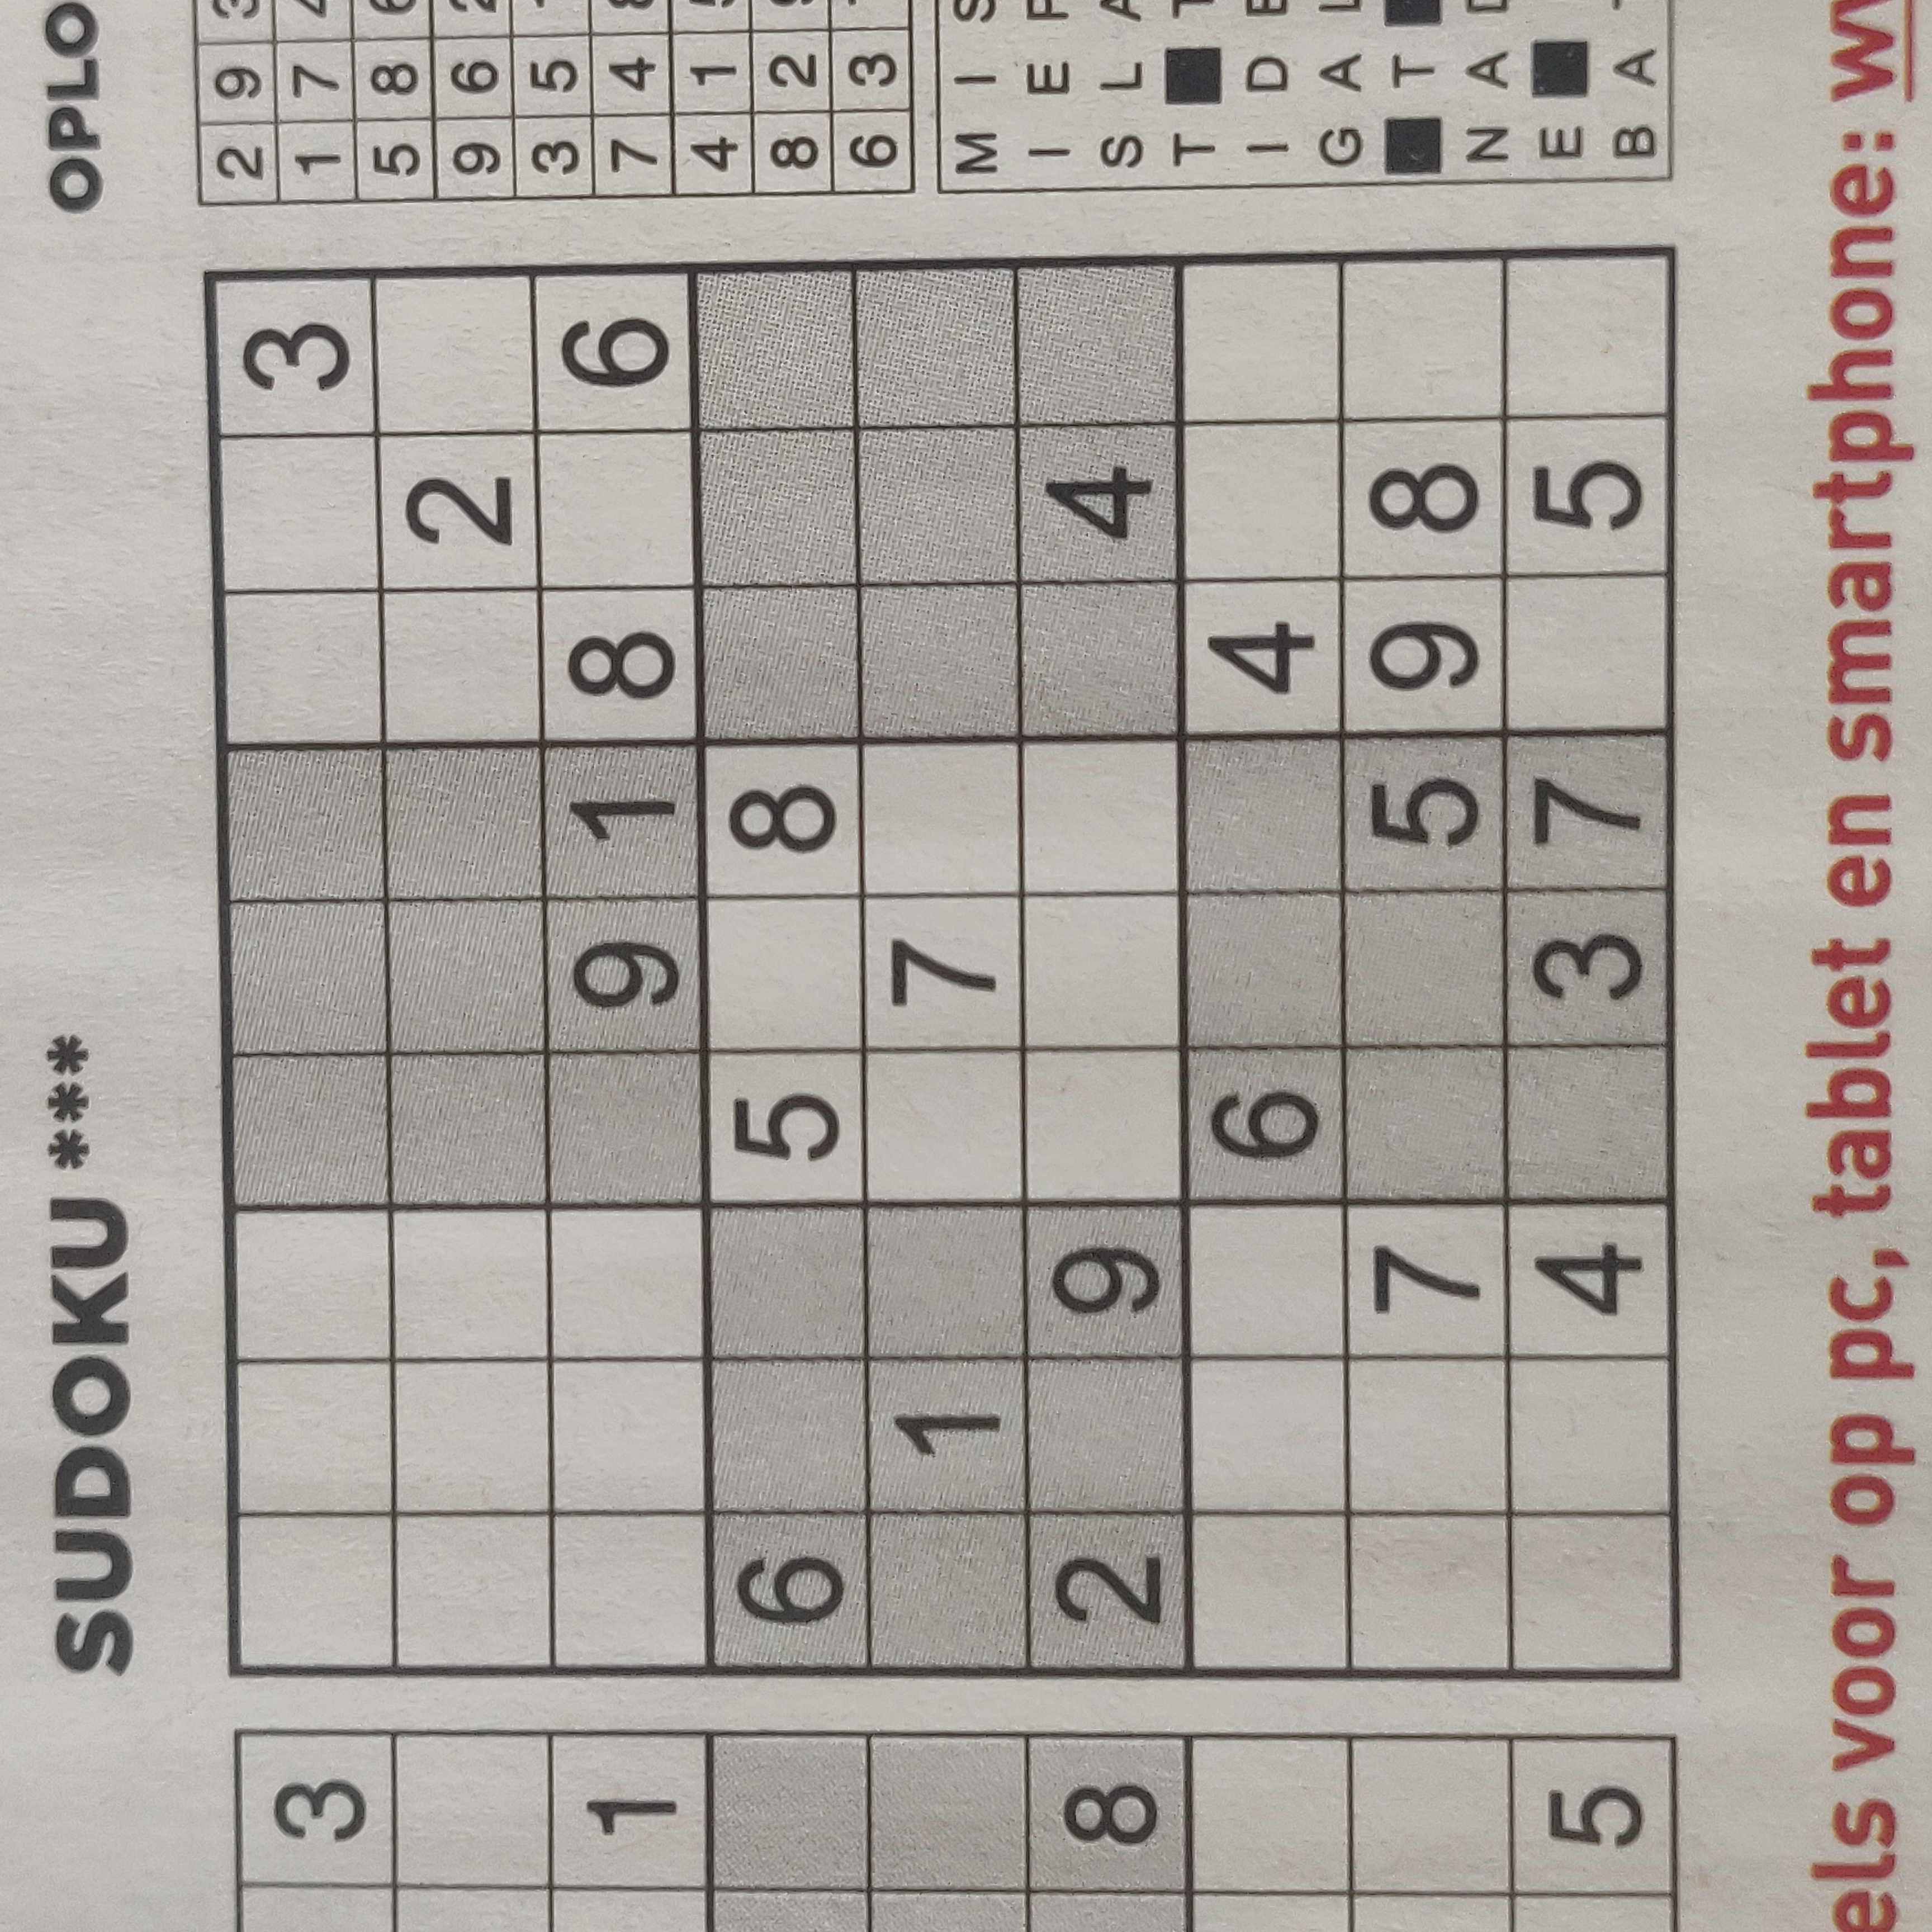 SUDOKU ***
OPLO
3
1
8
5
3
2
9 1 8 6
6 5 8
1 7
2 9 4
6 4
7 5 9 8
4 3 7 5
2 9 3
1 7 4
5 8 6
9 6 2
3 5
7 4 8
4 1 5
8 2 9
6 3
M I S
I E P
S L A
T T
I D E
G A L
T
N A D
E
B A
els voor op pc, tablet en smartphone: ww